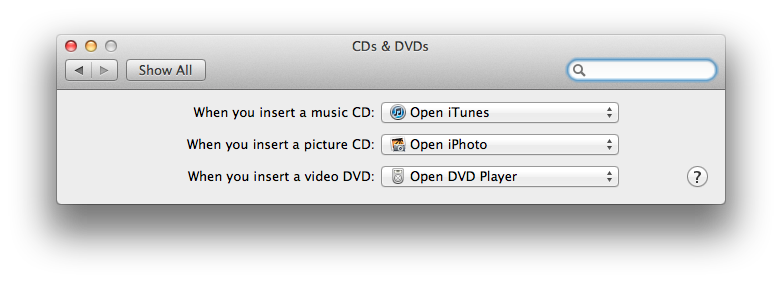 CDs & DVDs
Show All
When you insert a music CD: Open iTunes
When you insert a picture CD: Open iPhoto
When you insert a video DVD: Open DVD Player
?